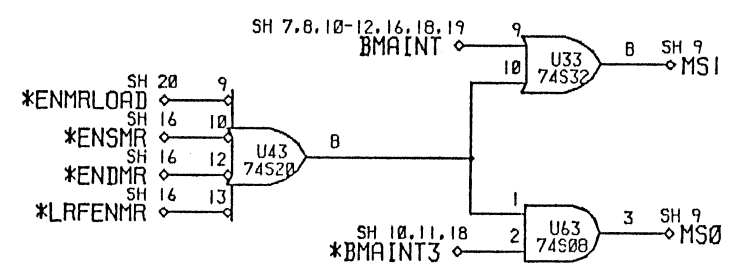 SH 7,8,10-12,16,18,19
BMAINT
9
10
U33
74S32
8
SH 9
MS1
SH 20
*ENMRLOAD
9
SH 16
*ENSMR
10
SH 16
*ENDMR
12
SH 16
*LRFENMR
13
U43
74S20
8
SH 10,11,18
*BMAINT3
1
2
U63
74S08
3
SH 9
MS0